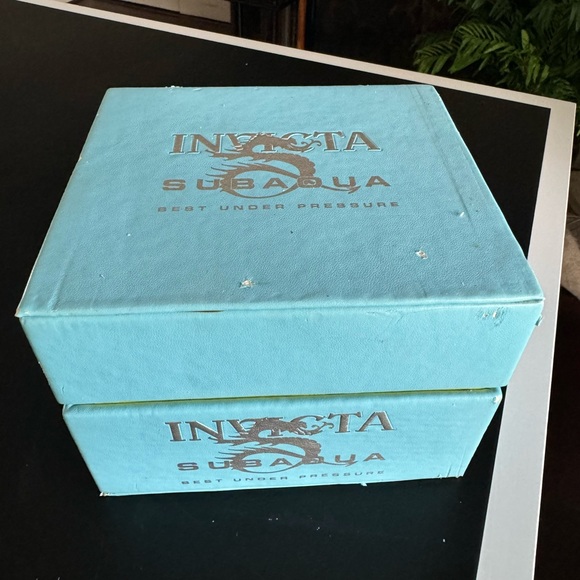 INVICTA
SUBAQUA
BEST UNDER PRESSURE
INVICTA
SUBAQUA
BEST UNDER PRESSURE